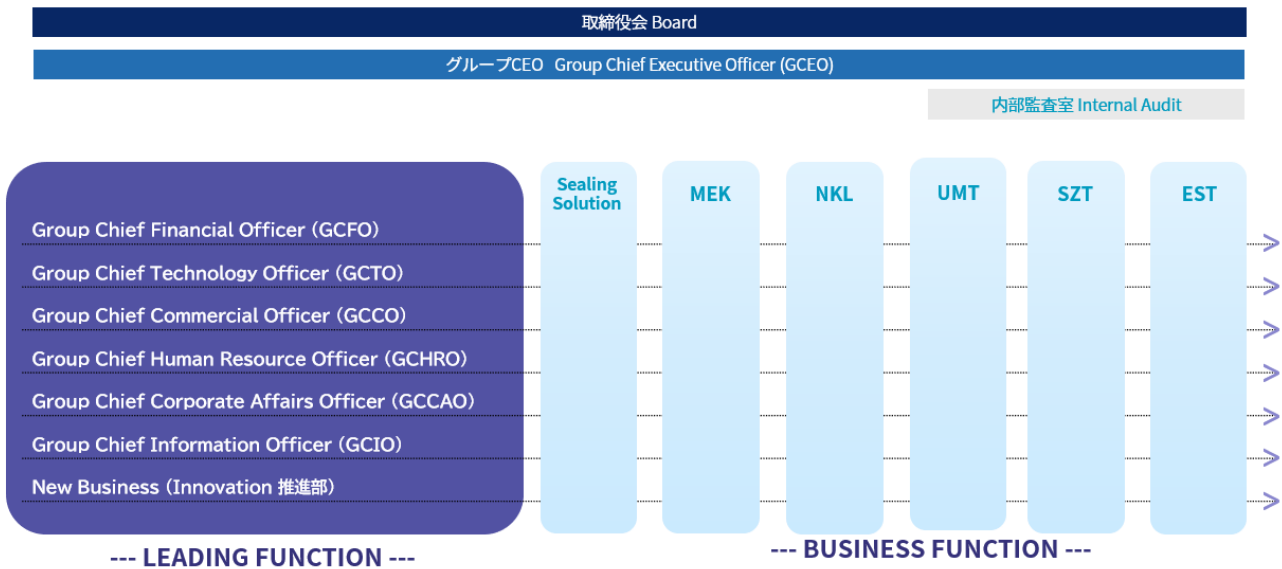 取締役会 Board
グループCEO Group Chief Executive Officer (GCEO)
内部監査室 Internal Audit
Group Chief Financial Officer (GCFO)
Group Chief Technology Officer (GCTO)
Group Chief Commercial Officer (GCCO)
Group Chief Human Resource Officer (GCHRO)
Group Chief Corporate Affairs Officer (GCCAO)
Group Chief Information Officer (GCIO)
New Business (Innovation 推進部)
--- LEADING FUNCTION ---
Sealing
Solution
MEK
NKL
UMT
SZT
EST
--- BUSINESS FUNCTION ---